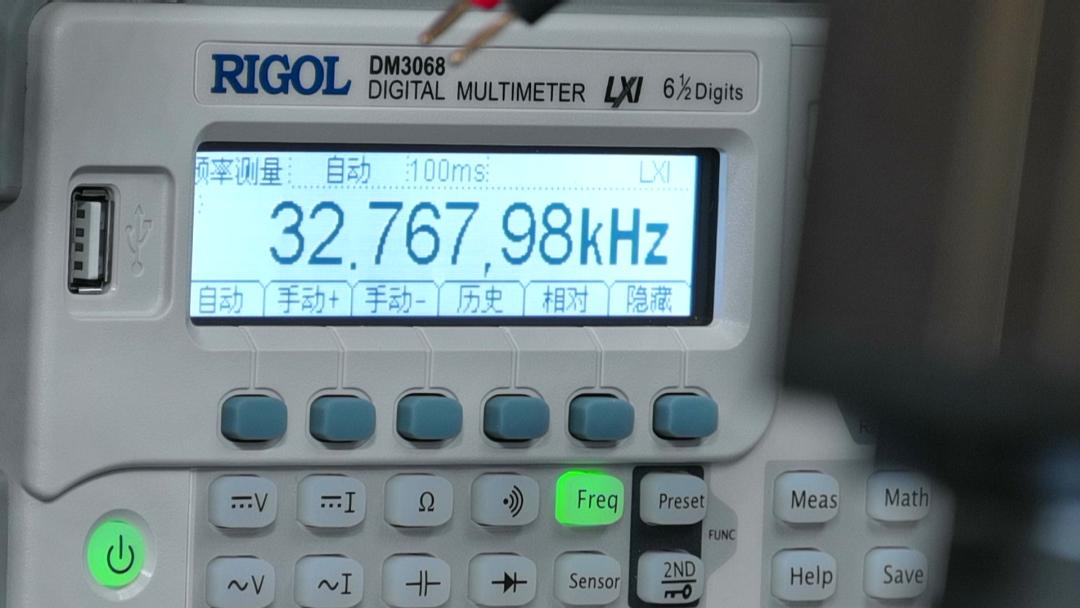 RIGOL DM3068
DIGITAL MULTIMETER LXI 6½Digits
频率测量 自动 100ms LXI
32.767,98kHz
自动 手动+ 手动- 历史 相对 隐藏
⎓V ⎓I Ω Freq Preset Meas Math
FUNC
~V ~I Sensor 2ND Help Save